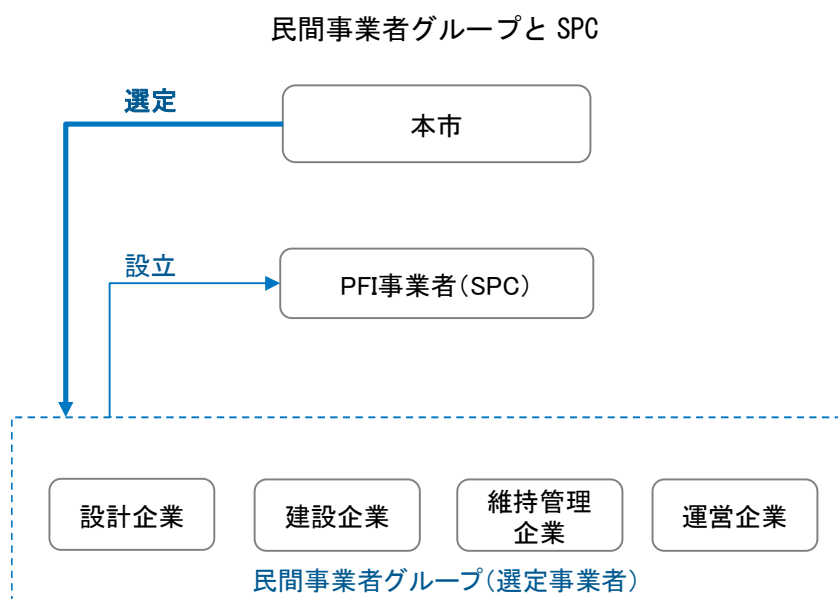 民間事業者グループと SPC
選定
本市
設立
PFI事業者(SPC)
設計企業
建設企業
維持管理
企業
運営企業
民間事業者グループ(選定事業者)